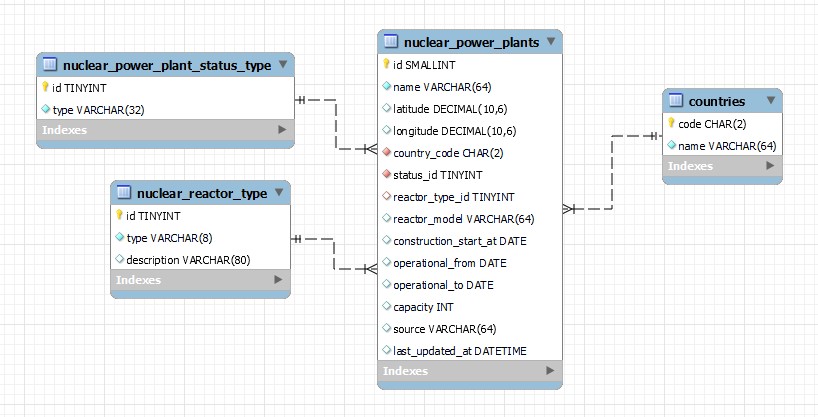 nuclear_power_plant_status_type
id TINYINT
type VARCHAR(32)
Indexes
nuclear_reactor_type
id TINYINT
type VARCHAR(8)
description VARCHAR(80)
Indexes
nuclear_power_plants
id SMALLINT
name VARCHAR(64)
latitude DECIMAL(10,6)
longitude DECIMAL(10,6)
country_code CHAR(2)
status_id TINYINT
reactor_type_id TINYINT
reactor_model VARCHAR(64)
construction_start_at DATE
operational_from DATE
operational_to DATE
capacity INT
source VARCHAR(64)
last_updated_at DATETIME
Indexes
countries
code CHAR(2)
name VARCHAR(64)
Indexes